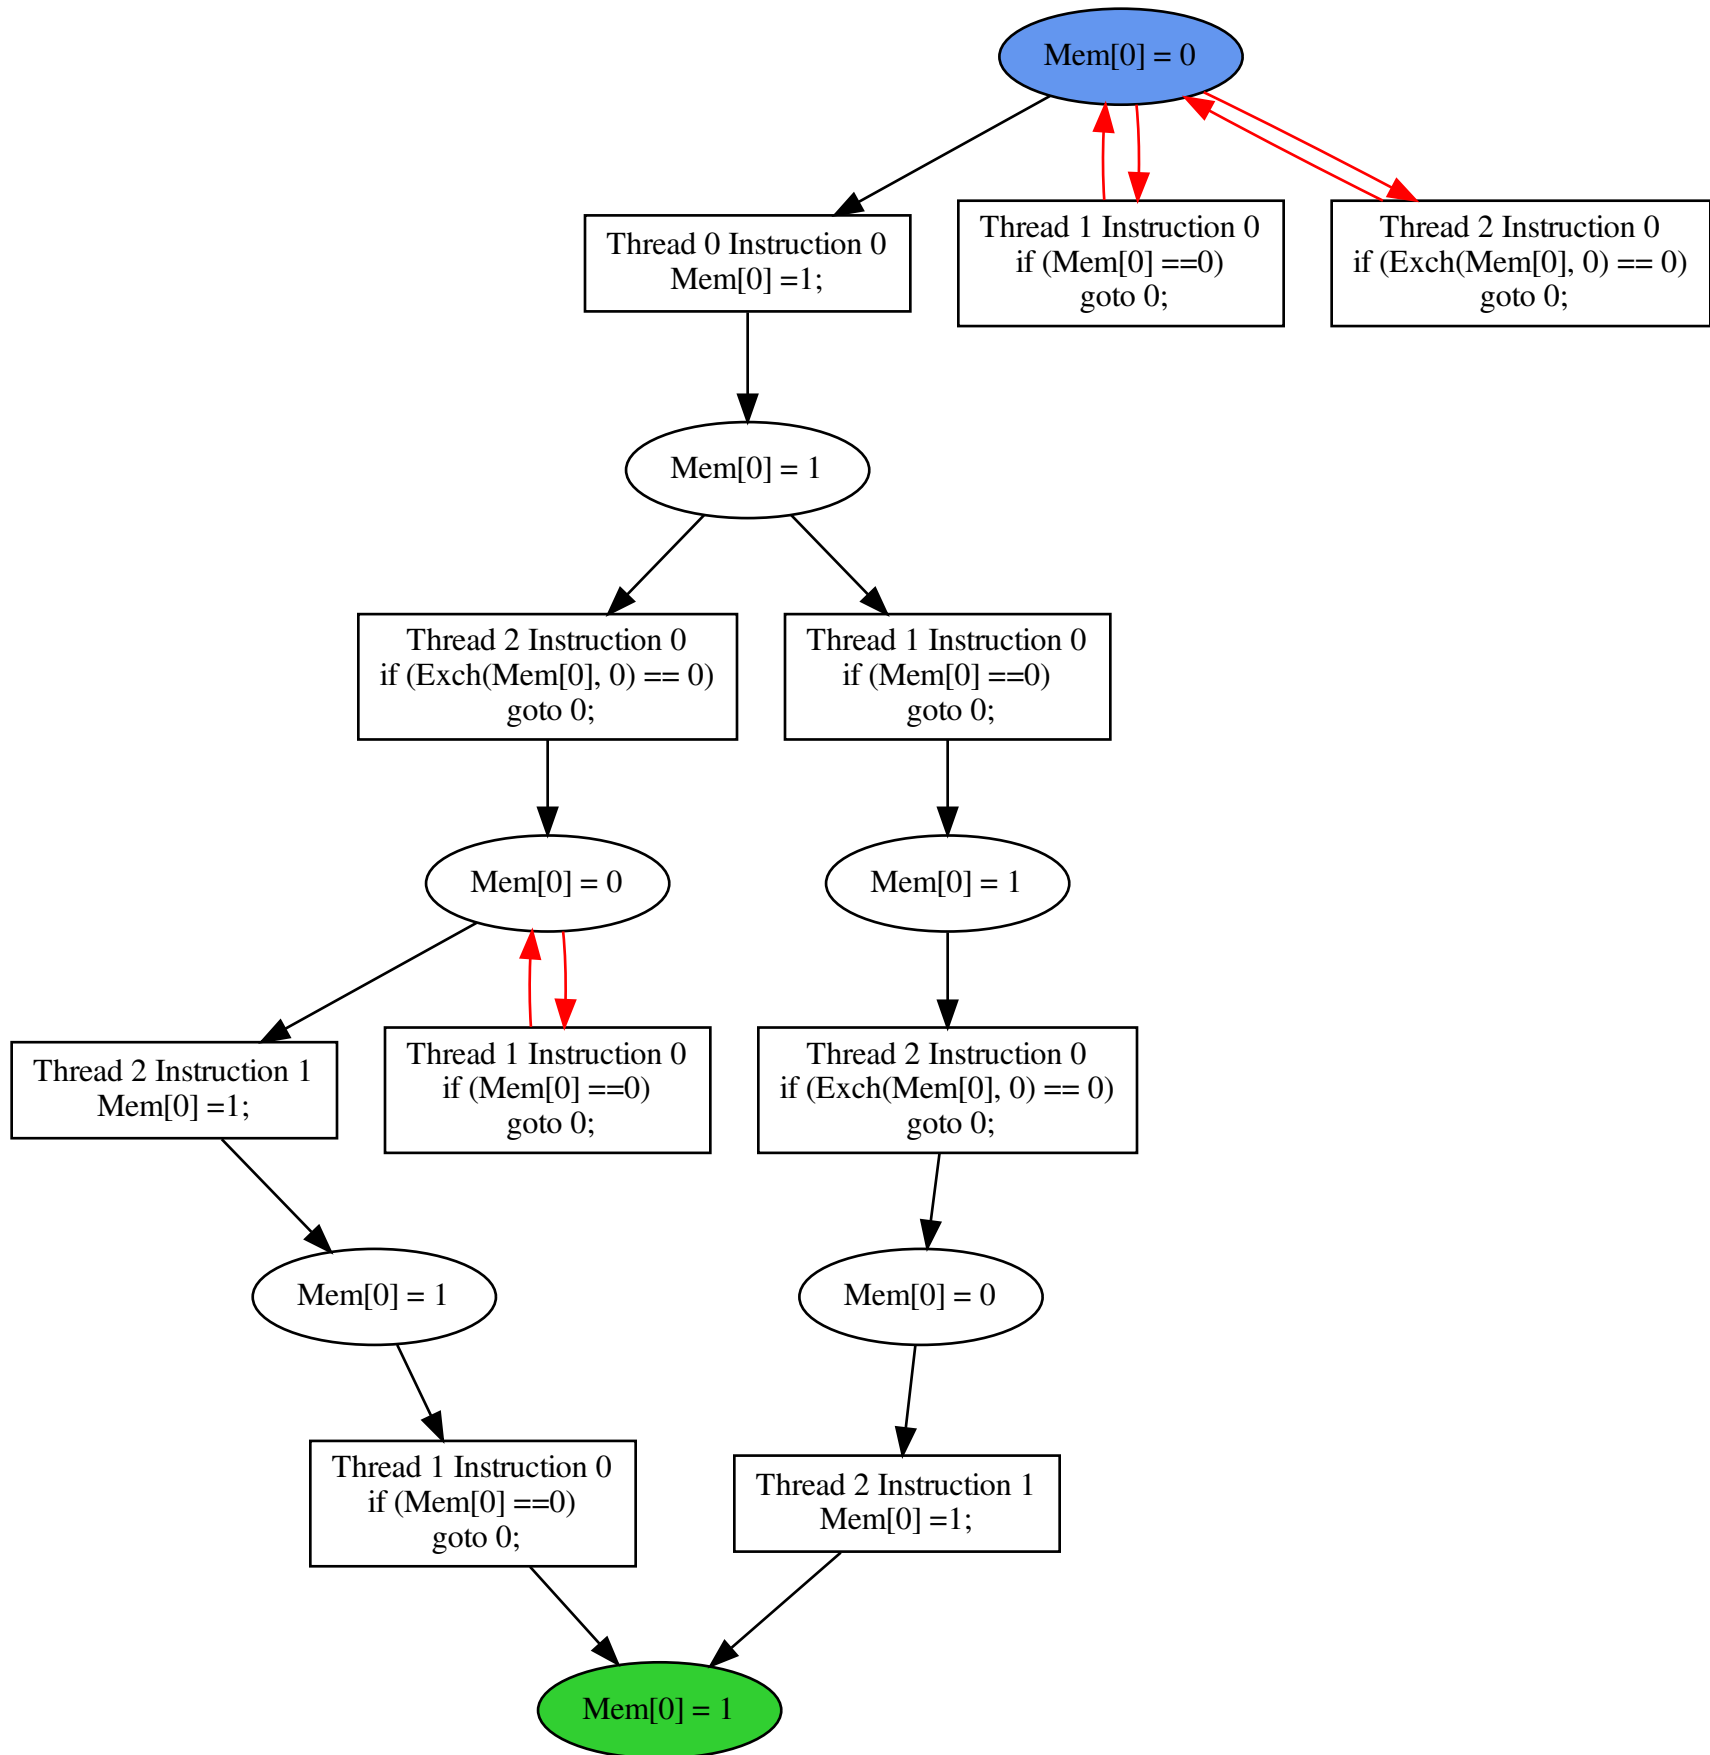 Mem[0] = 0
Thread 0 Instruction 0
Mem[0] =1;
Thread 1 Instruction 0
if (Mem[0] ==0)
goto 0;
Thread 2 Instruction 0
if (Exch(Mem[0], 0) == 0)
goto 0;
Mem[0] = 1
Thread 2 Instruction 0
if (Exch(Mem[0], 0) == 0)
goto 0;
Thread 1 Instruction 0
if (Mem[0] ==0)
goto 0;
Mem[0] = 0
Mem[0] = 1
Thread 2 Instruction 1
Mem[0] =1;
Thread 1 Instruction 0
if (Mem[0] ==0)
goto 0;
Thread 2 Instruction 0
if (Exch(Mem[0], 0) == 0)
goto 0;
Mem[0] = 1
Mem[0] = 0
Thread 1 Instruction 0
if (Mem[0] ==0)
goto 0;
Thread 2 Instruction 1
Mem[0] =1;
Mem[0] = 1